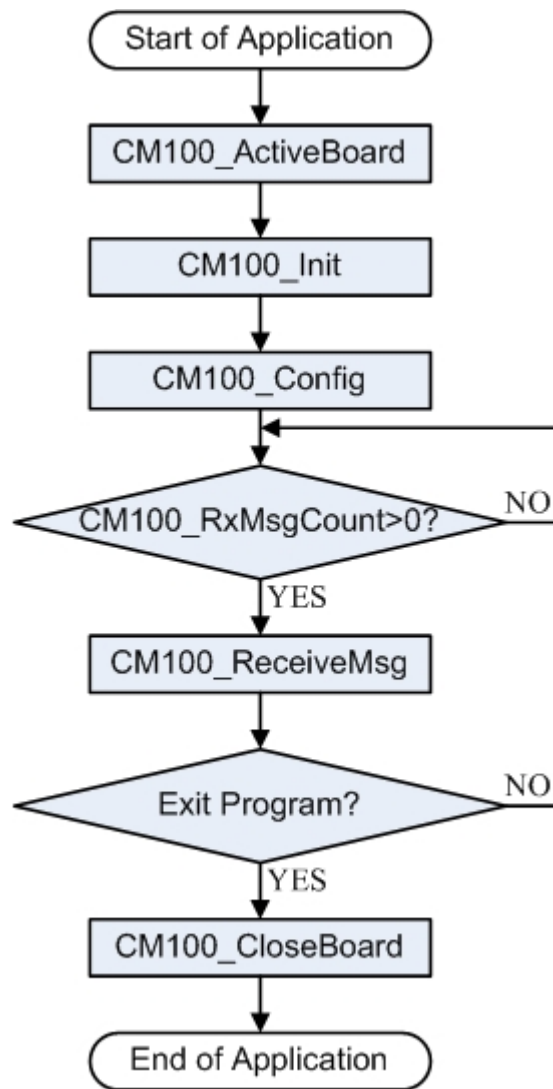 Start of Application
CM100_ActiveBoard
CM100_Init
CM100_Config
CM100_RxMsgCount>0?
NO
YES
CM100_ReceiveMsg
Exit Program?
NO
YES
CM100_CloseBoard
End of Application